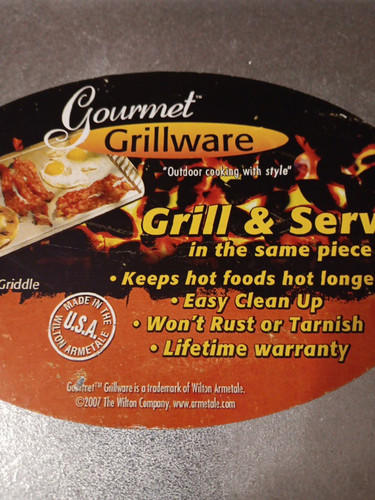 Gourmet™
Grillware
"Outdoor cooking with style"
Grill & Serv
in the same piece
• Keeps hot foods hot longe
Griddle
• Easy Clean Up
MADE IN THE
U.S.A.
WILTON ARMETALE
• Won't Rust or Tarnish
• Lifetime warranty
Gourmet™ Grillware is a trademark of Wilton Armetale.
©2007 The Wilton Company, www.armetale.com